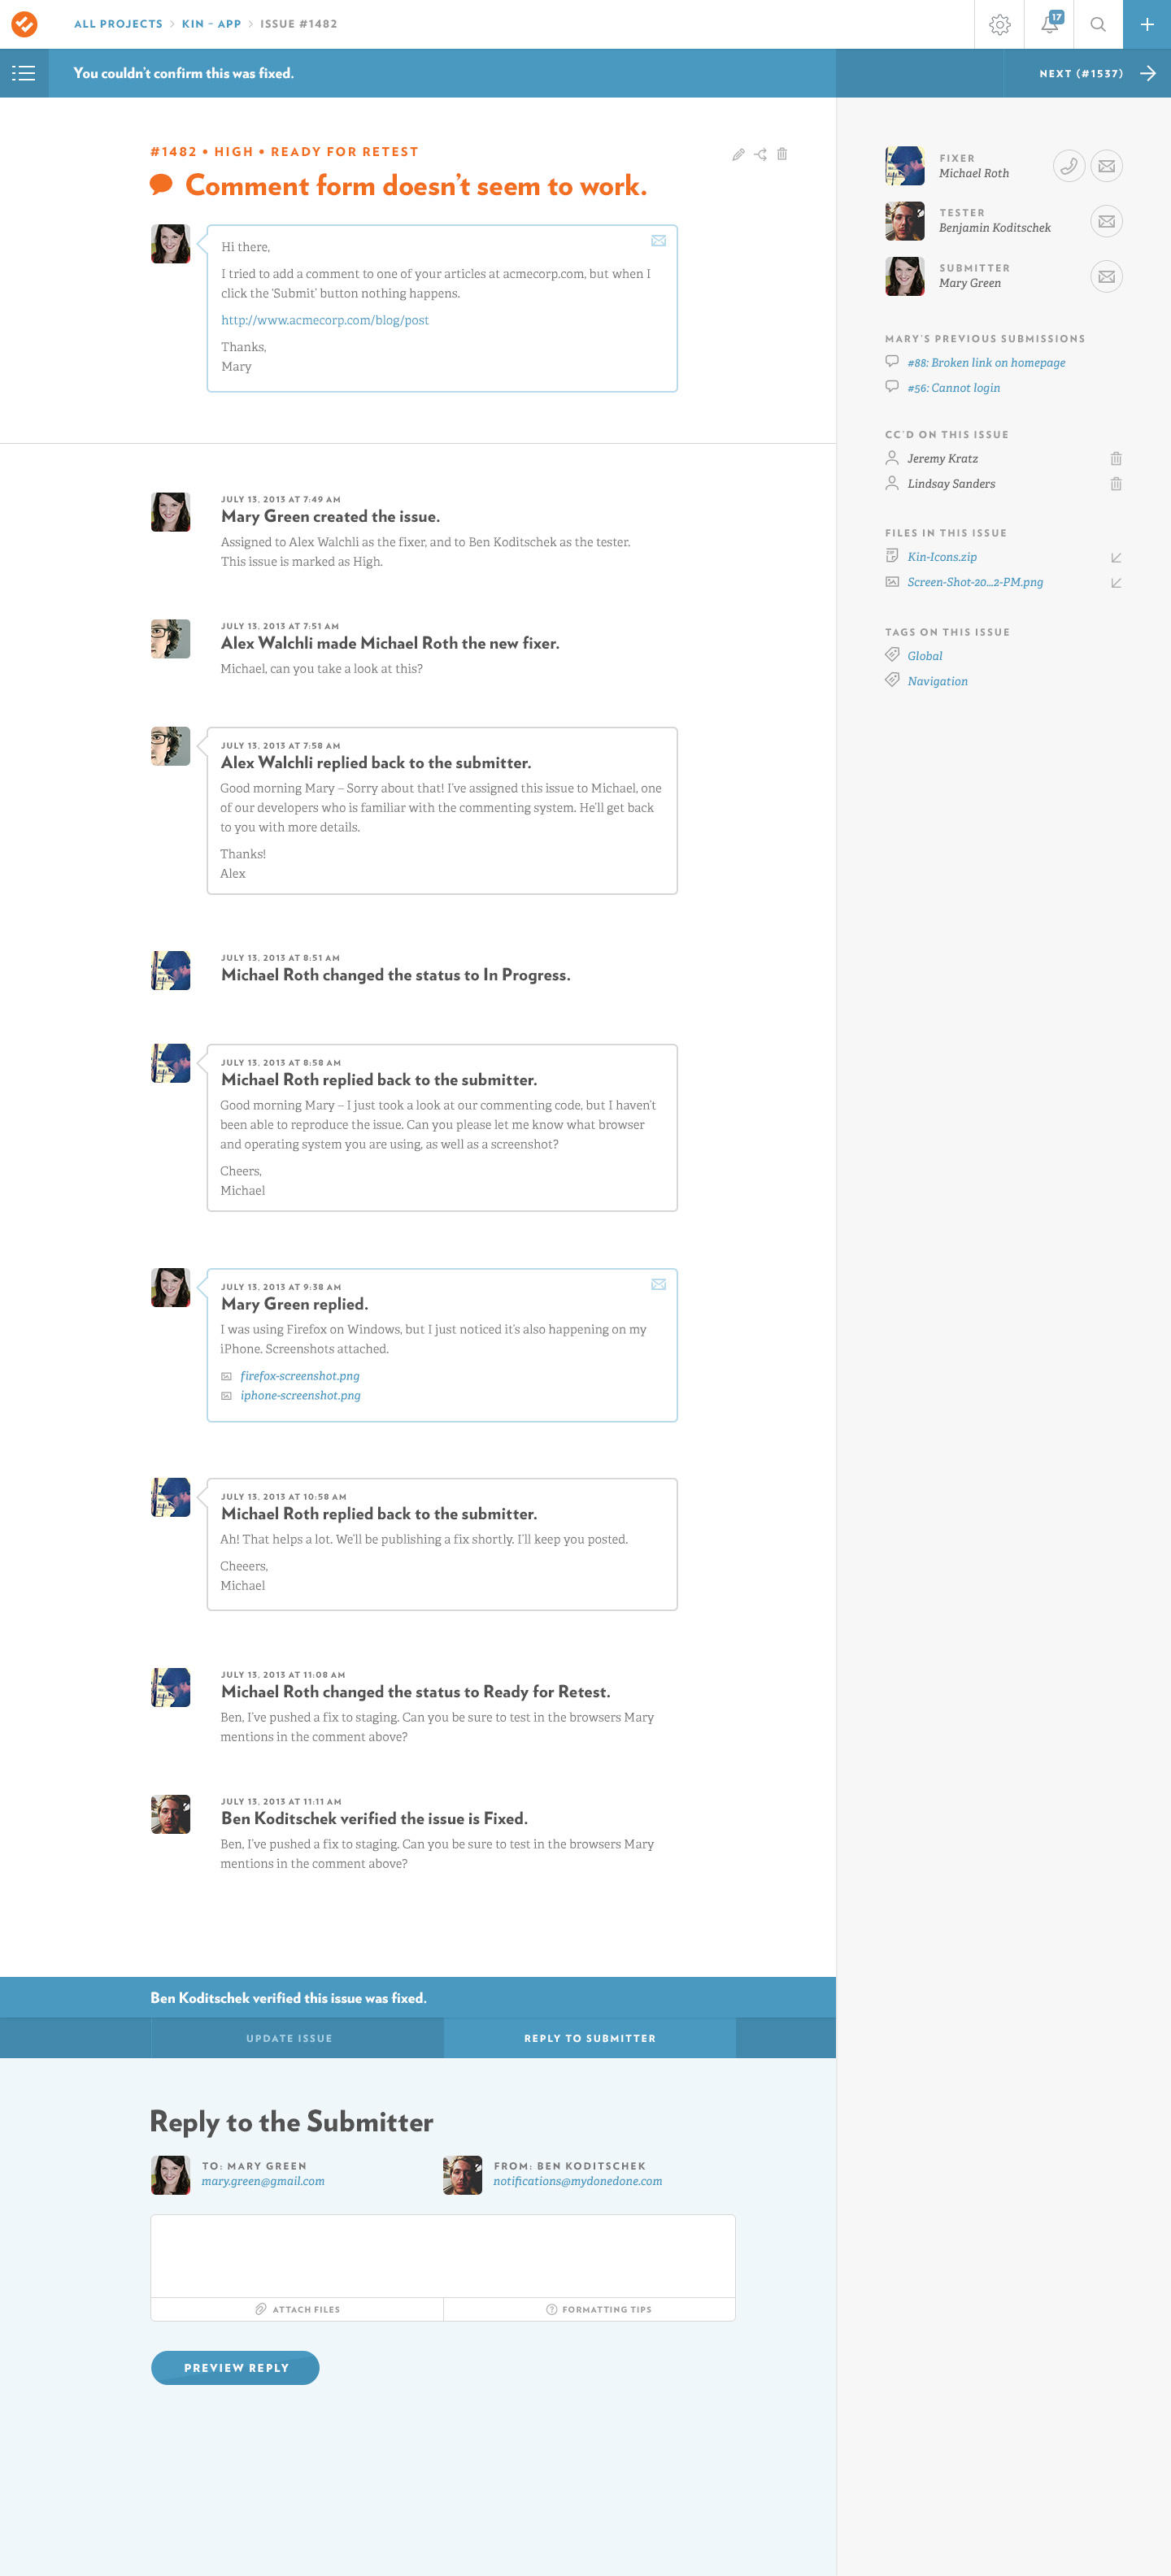 ALL PROJECTS > KIN – APP > ISSUE #1482
17
You couldn't confirm this was fixed.
NEXT (#1537)
#1482 • HIGH • READY FOR RETEST
Comment form doesn't seem to work.
Hi there,
I tried to add a comment to one of your articles at acmecorp.com, but when I
click the 'Submit' button nothing happens.
http://www.acmecorp.com/blog/post
Thanks,
Mary
JULY 13, 2013 AT 7:49 AM
Mary Green created the issue.
Assigned to Alex Walchli as the fixer, and to Ben Koditschek as the tester.
This issue is marked as High.
JULY 13, 2013 AT 7:51 AM
Alex Walchli made Michael Roth the new fixer.
Michael, can you take a look at this?
JULY 13, 2013 AT 7:58 AM
Alex Walchli replied back to the submitter.
Good morning Mary – Sorry about that! I've assigned this issue to Michael, one
of our developers who is familiar with the commenting system. He'll get back
to you with more details.
Thanks!
Alex
JULY 13, 2013 AT 8:51 AM
Michael Roth changed the status to In Progress.
JULY 13, 2013 AT 8:58 AM
Michael Roth replied back to the submitter.
Good morning Mary – I just took a look at our commenting code, but I haven't
been able to reproduce the issue. Can you please let me know what browser
and operating system you are using, as well as a screenshot?
Cheers,
Michael
JULY 13, 2013 AT 9:38 AM
Mary Green replied.
I was using Firefox on Windows, but I just noticed it's also happening on my
iPhone. Screenshots attached.
firefox-screenshot.png
iphone-screenshot.png
JULY 13, 2013 AT 10:58 AM
Michael Roth replied back to the submitter.
Ah! That helps a lot. We'll be publishing a fix shortly. I'll keep you posted.
Cheeers,
Michael
JULY 13, 2013 AT 11:08 AM
Michael Roth changed the status to Ready for Retest.
Ben, I've pushed a fix to staging. Can you be sure to test in the browsers Mary
mentions in the comment above?
JULY 13, 2013 AT 11:11 AM
Ben Koditschek verified the issue is Fixed.
Ben, I've pushed a fix to staging. Can you be sure to test in the browsers Mary
mentions in the comment above?
Ben Koditschek verified this issue was fixed.
UPDATE ISSUE
REPLY TO SUBMITTER
Reply to the Submitter
TO: MARY GREEN
mary.green@gmail.com
FROM: BEN KODITSCHEK
notifications@mydonedone.com
ATTACH FILES
FORMATTING TIPS
PREVIEW REPLY
FIXER
Michael Roth
TESTER
Benjamin Koditschek
SUBMITTER
Mary Green
MARY'S PREVIOUS SUBMISSIONS
#88: Broken link on homepage
#56: Cannot login
CC'D ON THIS ISSUE
Jeremy Kratz
Lindsay Sanders
FILES IN THIS ISSUE
Kin-Icons.zip
Screen-Shot-20...2-PM.png
TAGS ON THIS ISSUE
Global
Navigation